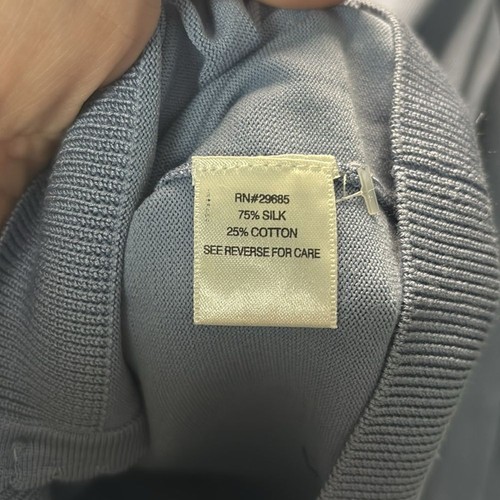 RN#29685
75% SILK
25% COTTON
SEE REVERSE FOR CARE